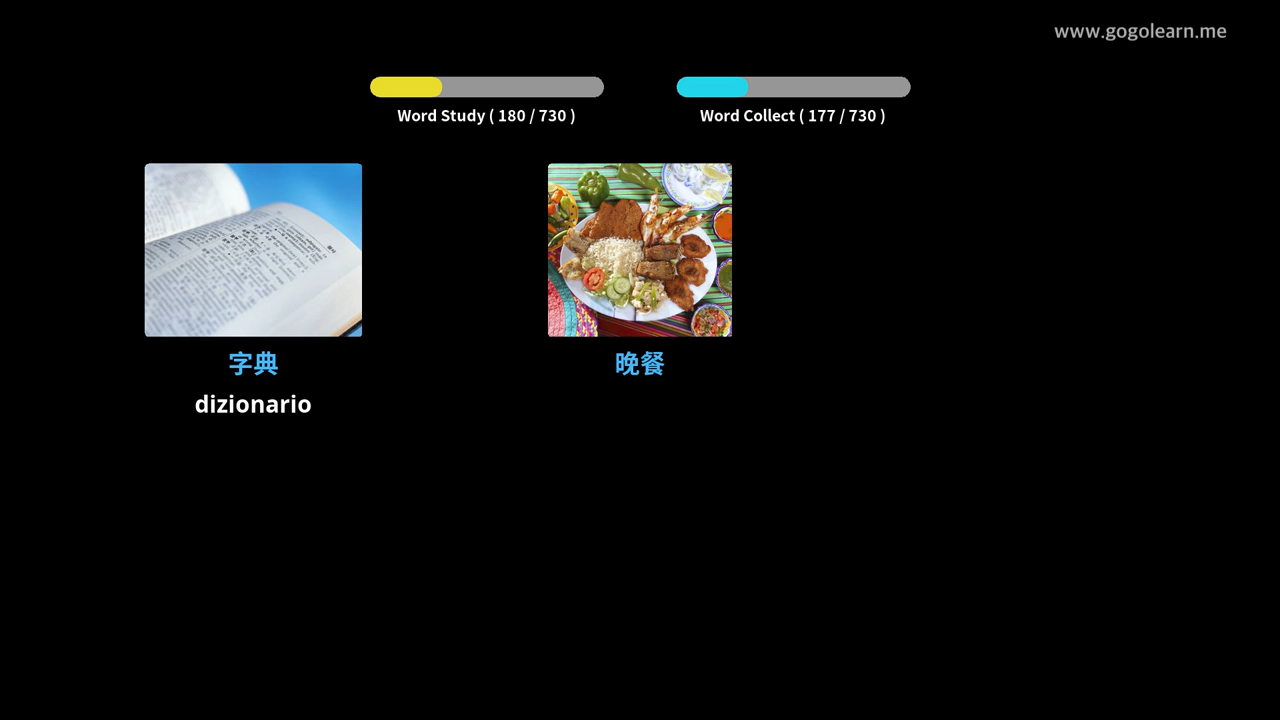 www.gogolearn.me
Word Study ( 180 / 730 )
Word Collect ( 177 / 730 )
字典
dizionario
晚餐